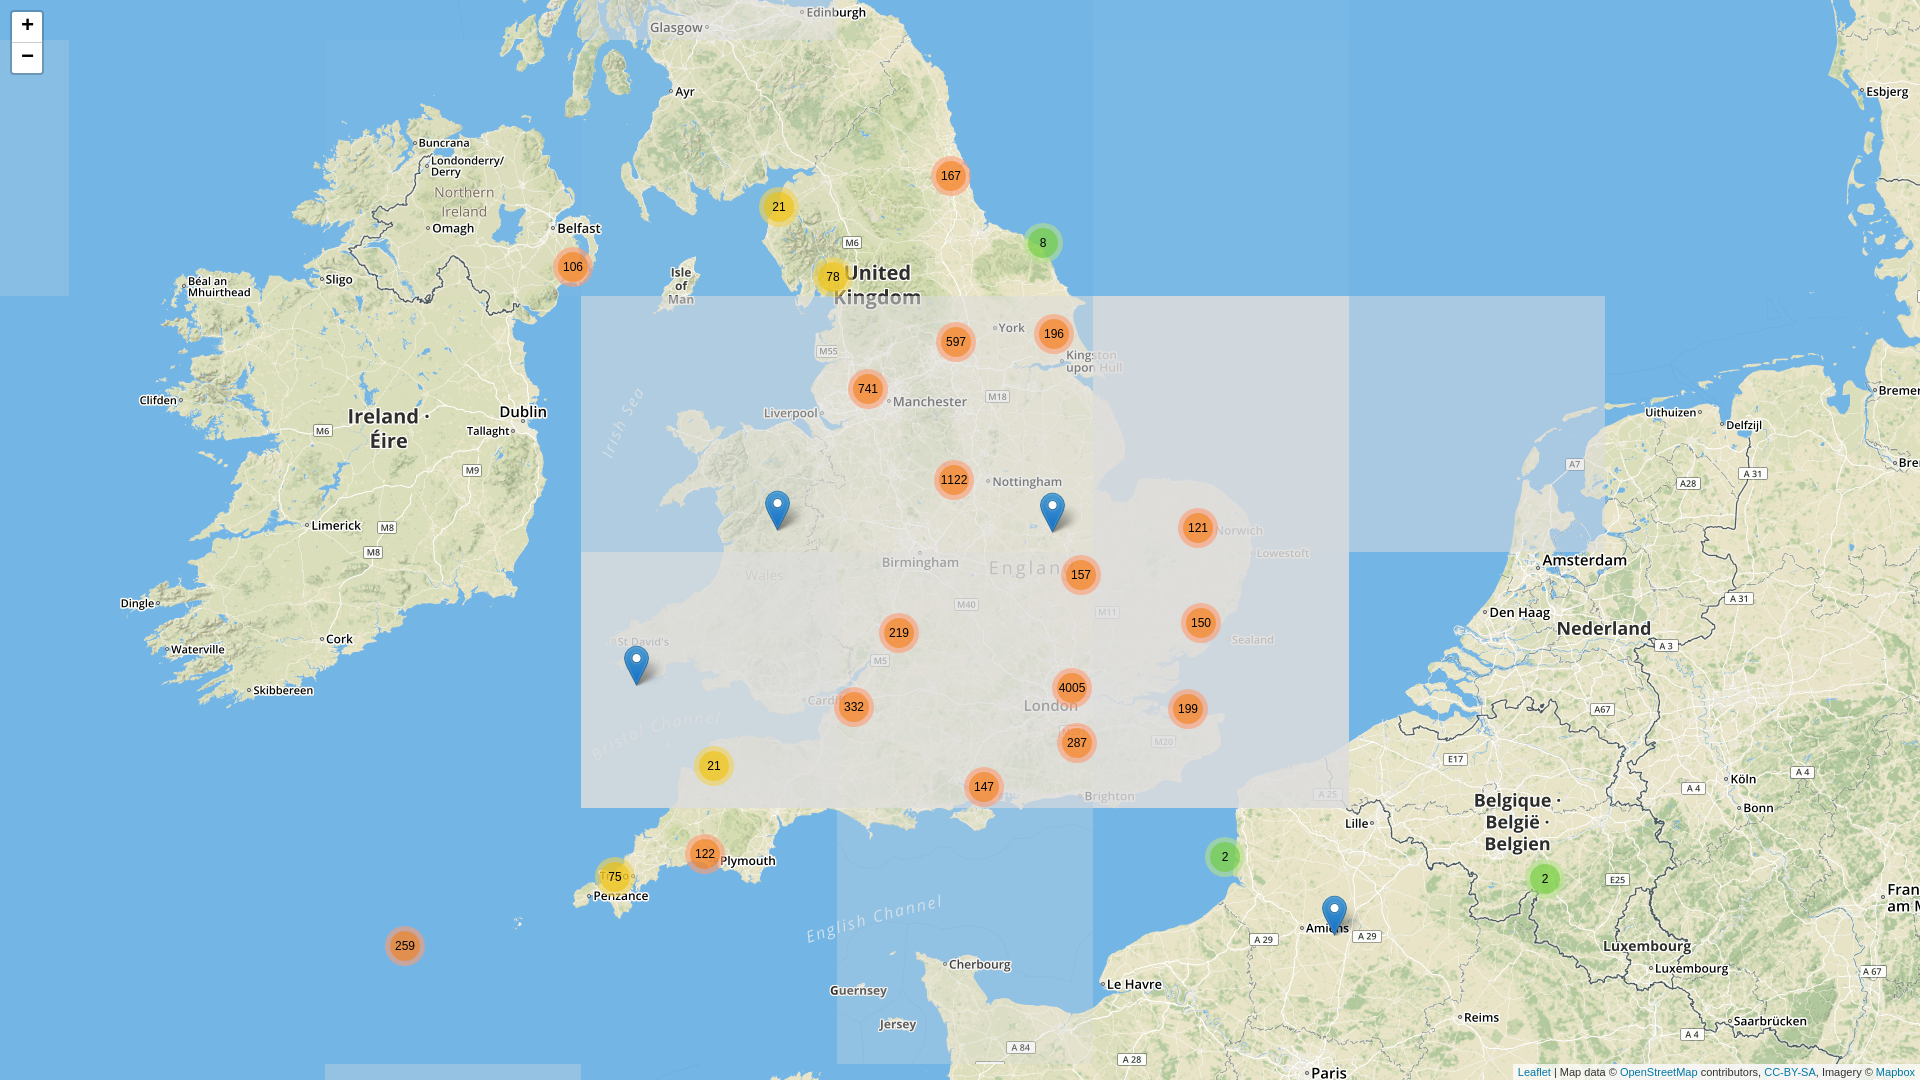 +
−
Edinburgh
Glasgow
Ayr
Esbjerg
Buncrana
Londonderry/
Derry
167
Northern
Ireland
21
Omagh
Belfast
M6
8
106
78
United
Kingdom
Isle
of
Man
Sligo
Béal an
Mhuirthead
York
196
597
M55
Kingston
upon Hull
741
M18
Manchester
Liverpool
Clifden
Dublin
Ireland ·
Éire
Tallaght
M6
Irish Sea
Uithuizen
Delfzijl
A7
A 31
A28
M9
1122
Nottingham
Limerick
M8
M8
121
Norwich
Lowestoft
Birmingham
Wales
157
Amsterdam
A 31
Dingle
M40
M11
Den Haag
Nederland
150
219
St David's
Sealand
Cork
Waterville
M5
A 3
Skibbereen
4005
London
199
332
A67
Bristol Channel
287
M20
E17
21
147
Brighton
A 25
Köln
A 4
A 4
Bonn
Belgique ·
België ·
Belgien
Lille
122
Plymouth
75
Penzance
2
2
E25
English Channel
Amiens
A 29
A 29
259
Luxembourg
Luxembourg
A 67
Cherbourg
Le Havre
Guernsey
Jersey
Reims
Saarbrücken
A 4
A 84
A 28
Paris
Leaflet | Map data © OpenStreetMap contributors, CC-BY-SA, Imagery © Mapbox